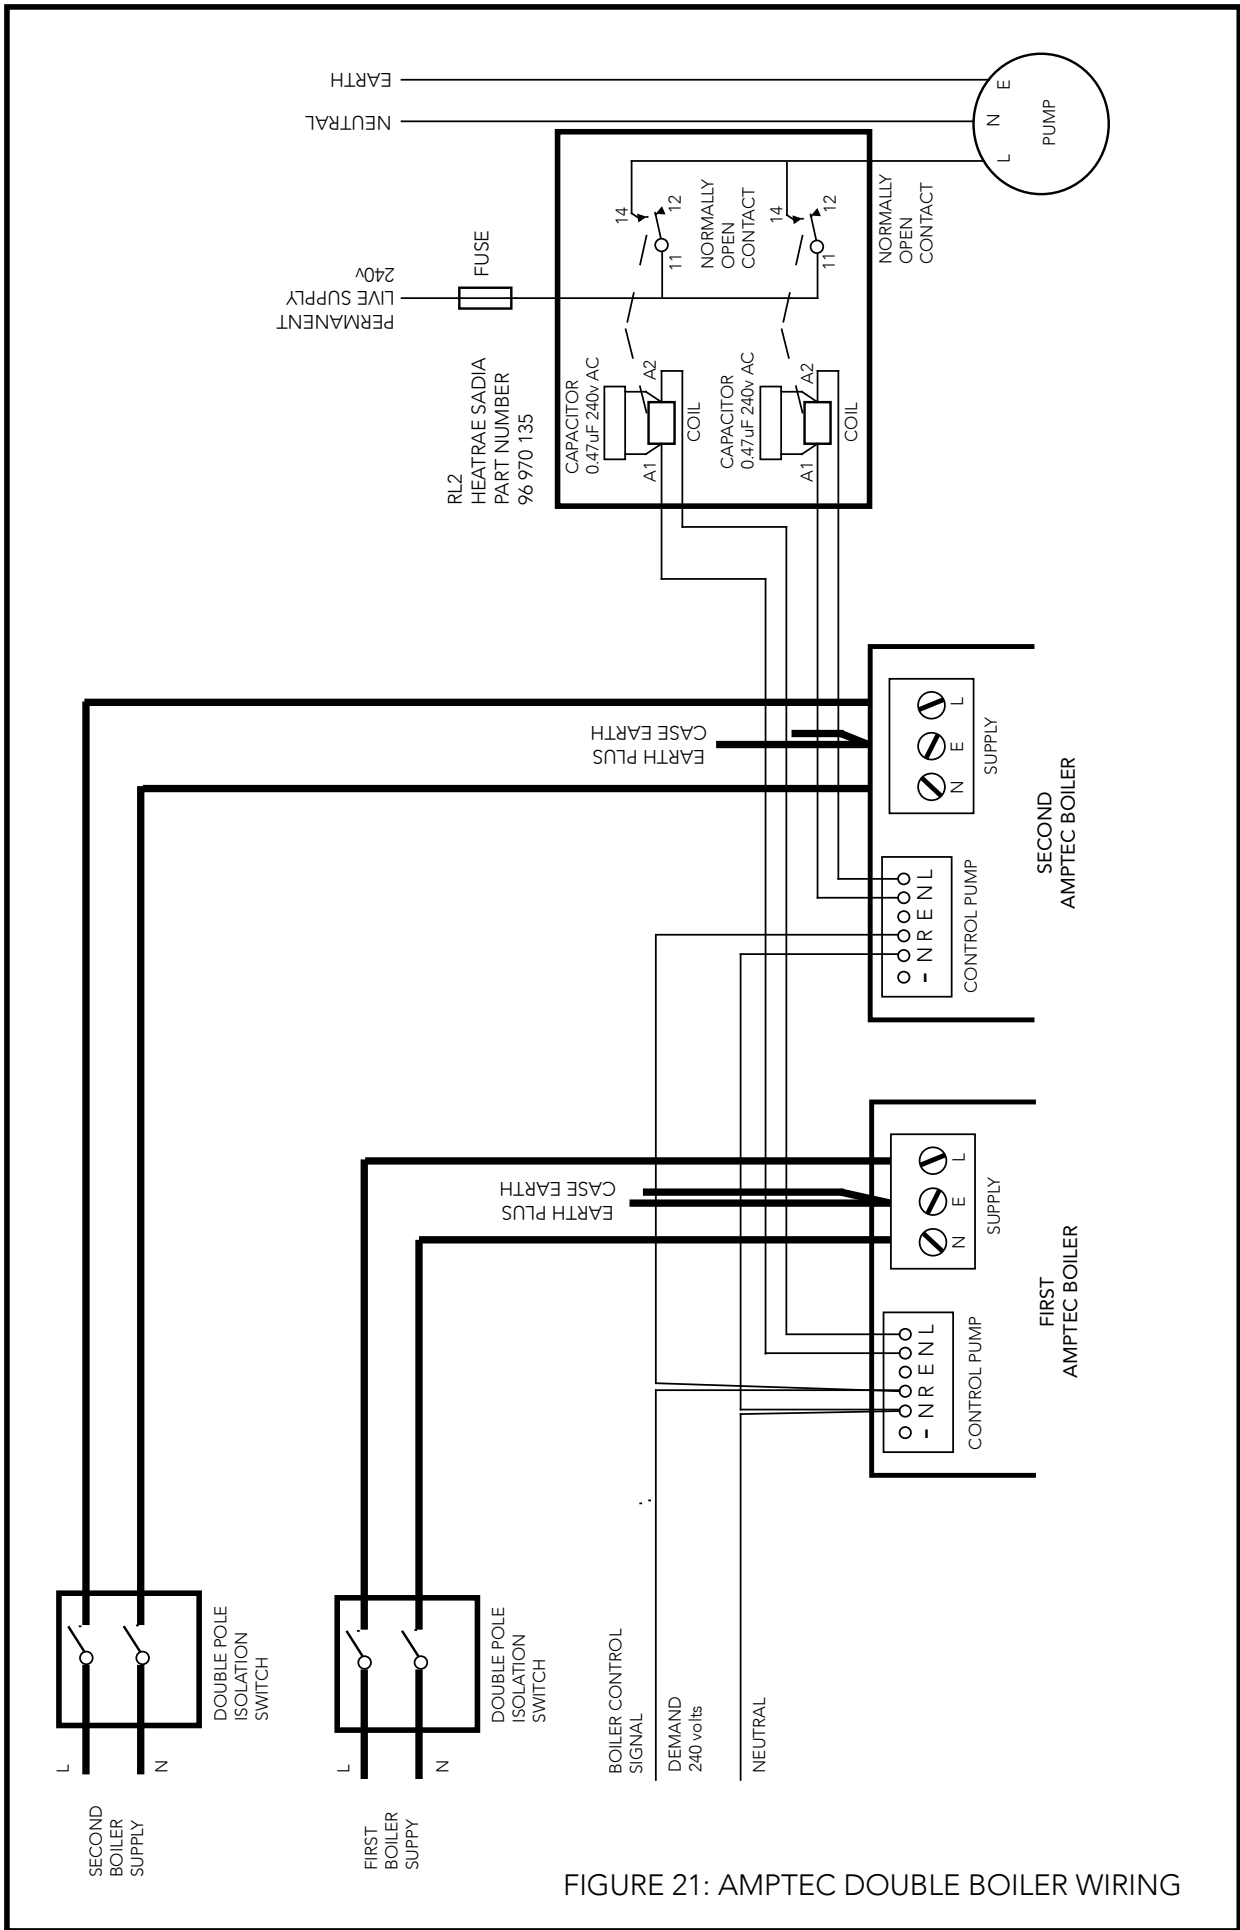 EARTH
NEUTRAL
PERMANENT
LIVE SUPPLY
240v
FUSE
RL2
HEATRAE SADIA
PART NUMBER
96 970 135
CAPACITOR
0.47uF 240v AC
A1
A2
COIL
14
12
11
NORMALLY
OPEN
CONTACT
CAPACITOR
0.47uF 240v AC
A1
A2
COIL
14
12
11
NORMALLY
OPEN
CONTACT
L
N
E
PUMP
EARTH PLUS
CASE EARTH
N E L
SUPPLY
- N R E N L
CONTROL PUMP
SECOND
AMPTEC BOILER
EARTH PLUS
CASE EARTH
N E L
SUPPLY
- N R E N L
CONTROL PUMP
FIRST
AMPTEC BOILER
L
N
DOUBLE POLE
ISOLATION
SWITCH
SECOND
BOILER
SUPPLY
L
N
DOUBLE POLE
ISOLATION
SWITCH
FIRST
BOILER
SUPPY
BOILER CONTROL
SIGNAL
DEMAND
240 volts
NEUTRAL
FIGURE 21: AMPTEC DOUBLE BOILER WIRING